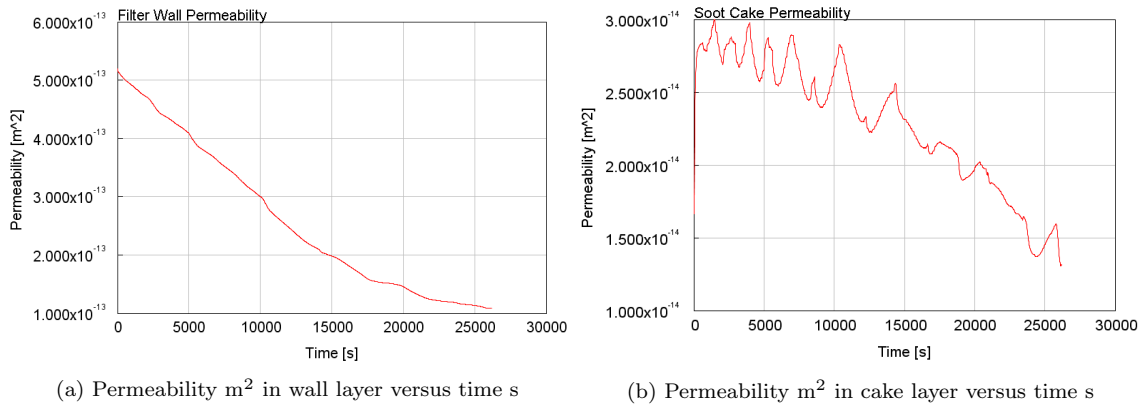 Filter Wall Permeability
6.000x10⁻¹³
5.000x10⁻¹³
4.000x10⁻¹³
3.000x10⁻¹³
2.000x10⁻¹³
1.000x10⁻¹³
Permeability [m^2]
0 5000 10000 15000 20000 25000 30000
Time [s]
(a) Permeability m² in wall layer versus time s
Soot Cake Permeability
3.000x10⁻¹⁴
2.500x10⁻¹⁴
2.000x10⁻¹⁴
1.500x10⁻¹⁴
1.000x10⁻¹⁴
Permeability [m^2]
0 5000 10000 15000 20000 25000 30000
Time [s]
(b) Permeability m² in cake layer versus time s